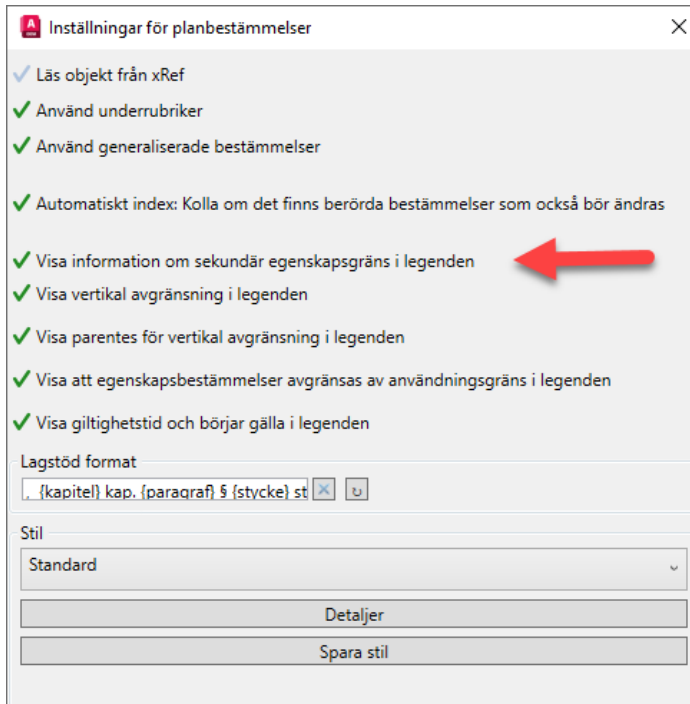 Inställningar för planbestämmelser
Läs objekt från xRef
Använd underrubriker
Använd generaliserade bestämmelser
Automatiskt index: Kolla om det finns berörda bestämmelser som också bör ändras
Visa information om sekundär egenskapsgräns i legenden
Visa vertikal avgränsning i legenden
Visa parentes för vertikal avgränsning i legenden
Visa att egenskapsbestämmelser avgränsas av användningsgräns i legenden
Visa giltighetstid och börjar gälla i legenden
Lagstöd format
, {kapitel} kap. {paragraf} § {stycke} st
Stil
Standard
Detaljer
Spara stil